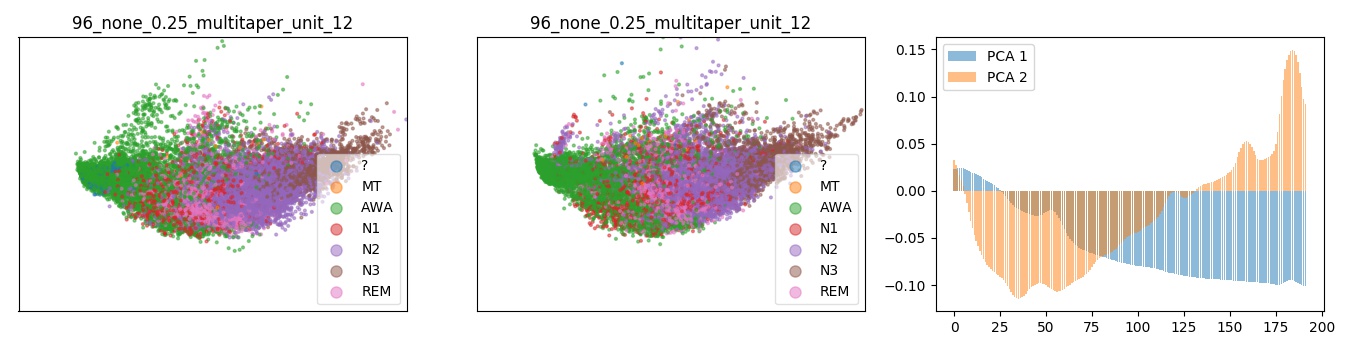 96_none_0.25_multitaper_unit_12
?
MT
AWA
N1
N2
N3
REM
96_none_0.25_multitaper_unit_12
?
MT
AWA
N1
N2
N3
REM
PCA 1
PCA 2
0.15
0.10
0.05
0.00
−0.05
−0.10
0 25 50 75 100 125 150 175 200